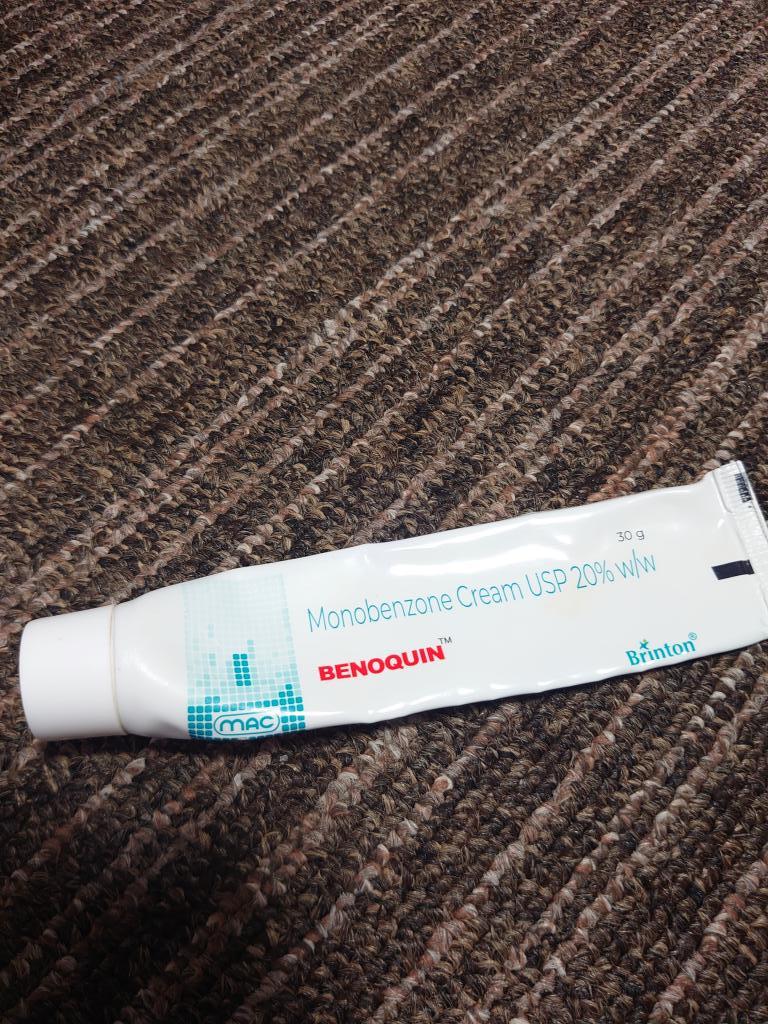 30 g
Monobenzone Cream USP 20% w/w
BENOQUIN™
Brinton®
MAC